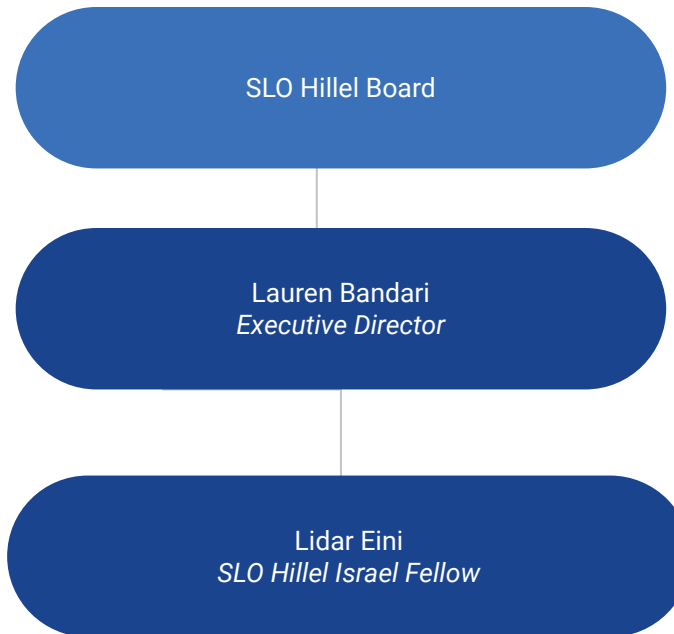 SLO Hillel Board
Lauren Bandari
Executive Director
Lidar Eini
SLO Hillel Israel Fellow